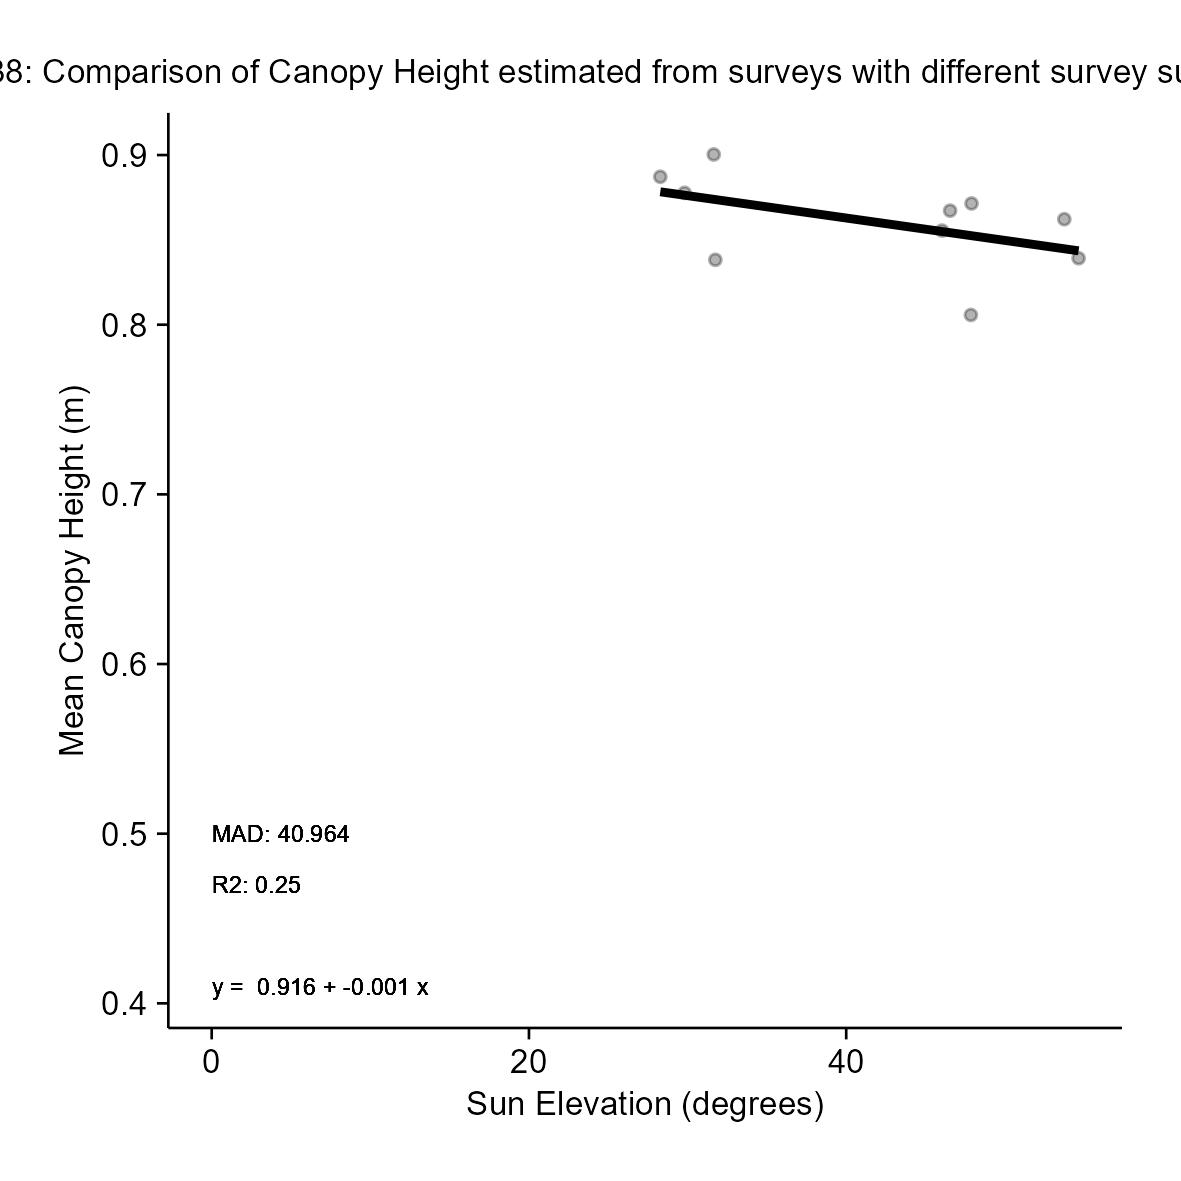 38: Comparison of Canopy Height estimated from surveys with different survey
0.9
0.8
0.7
0.6
0.5
0.4
Mean Canopy Height (m)
MAD: 40.964
R2: 0.25
y = 0.916 + -0.001 x
0 20 40
Sun Elevation (degrees)